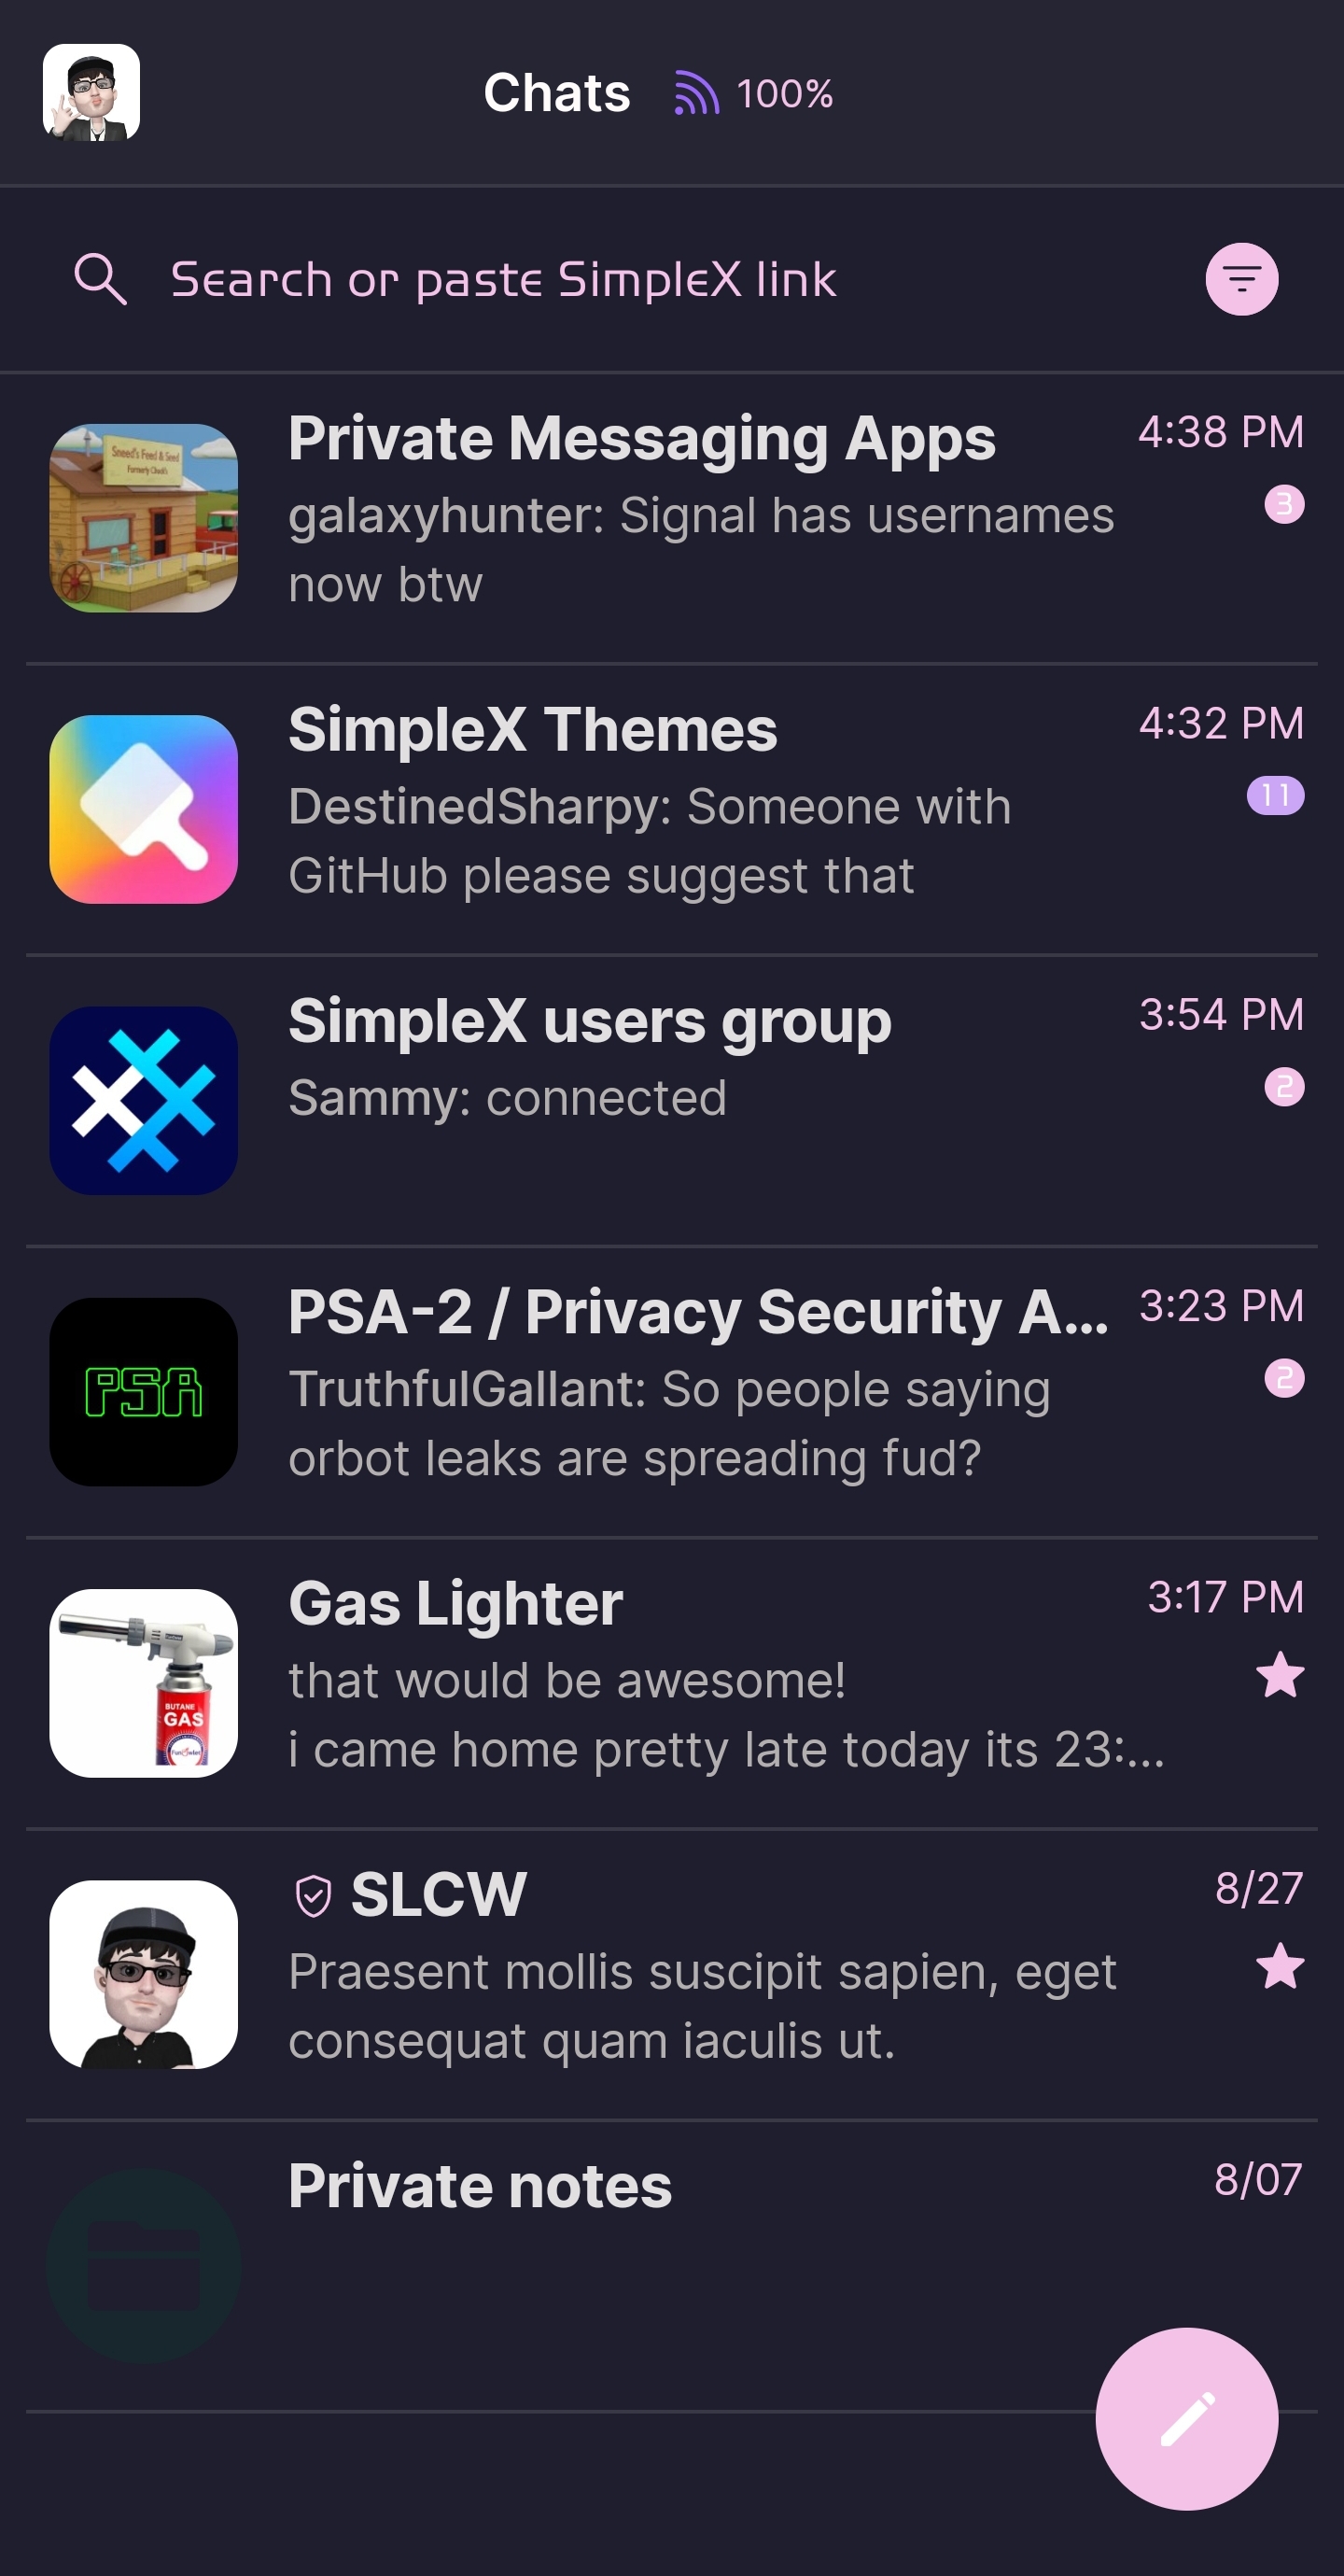 Chats 100%
Search or paste SimpleX link
Sneed's Feed & Seed
Formerly Chuck's
Private Messaging Apps 4:38 PM
galaxyhunter: Signal has usernames 3
now btw
SimpleX Themes 4:32 PM
DestinedSharpy: Someone with 11
GitHub please suggest that
SimpleX users group 3:54 PM
Sammy: connected 2
PSA
PSA-2 / Privacy Security A... 3:23 PM
TruthfulGallant: So people saying 2
orbot leaks are spreading fud?
Gas Lighter 3:17 PM
that would be awesome!
i came home pretty late today its 23:...
BUTANE
GAS
SLCW 8/27
Praesent mollis suscipit sapien, eget
consequat quam iaculis ut.
Private notes 8/07